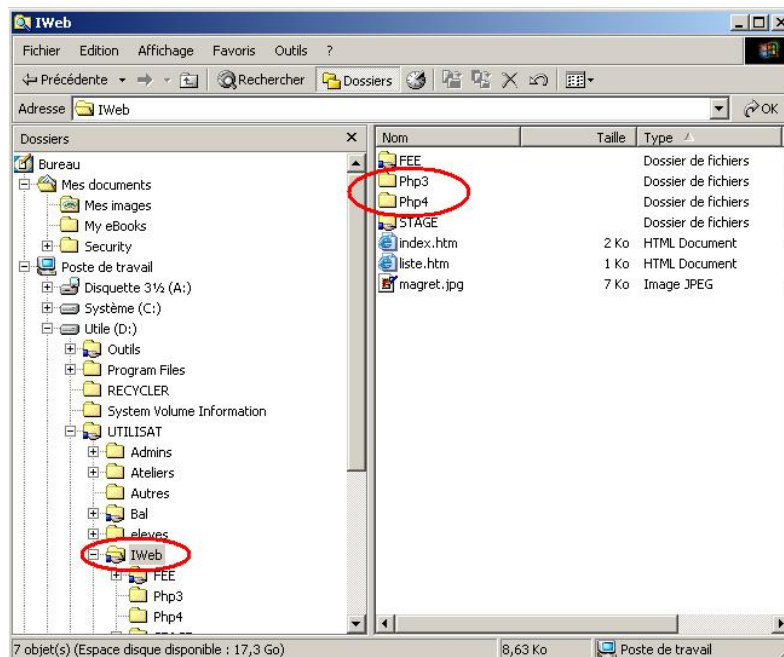 IWeb
Fichier Edition Affichage Favoris Outils ?
Précédente Rechercher Dossiers
Adresse IWeb OK
Dossiers
Bureau
Mes documents
Mes images
My eBooks
Security
Poste de travail
Disquette 3½ (A:)
Système (C:)
Utile (D:)
Outils
Program Files
RECYCLER
System Volume Information
UTILISAT
Admins
Ateliers
Autres
Bal
eleves
IWeb
FEE
Php3
Php4
Nom Taille Type
FEE Dossier de fichiers
Php3 Dossier de fichiers
Php4 Dossier de fichiers
STAGE Dossier de fichiers
index.htm 2 Ko HTML Document
liste.htm 1 Ko HTML Document
magret.jpg 7 Ko Image JPEG
7 objet(s) (Espace disque disponible : 17,3 Go) 8,63 Ko Poste de travail